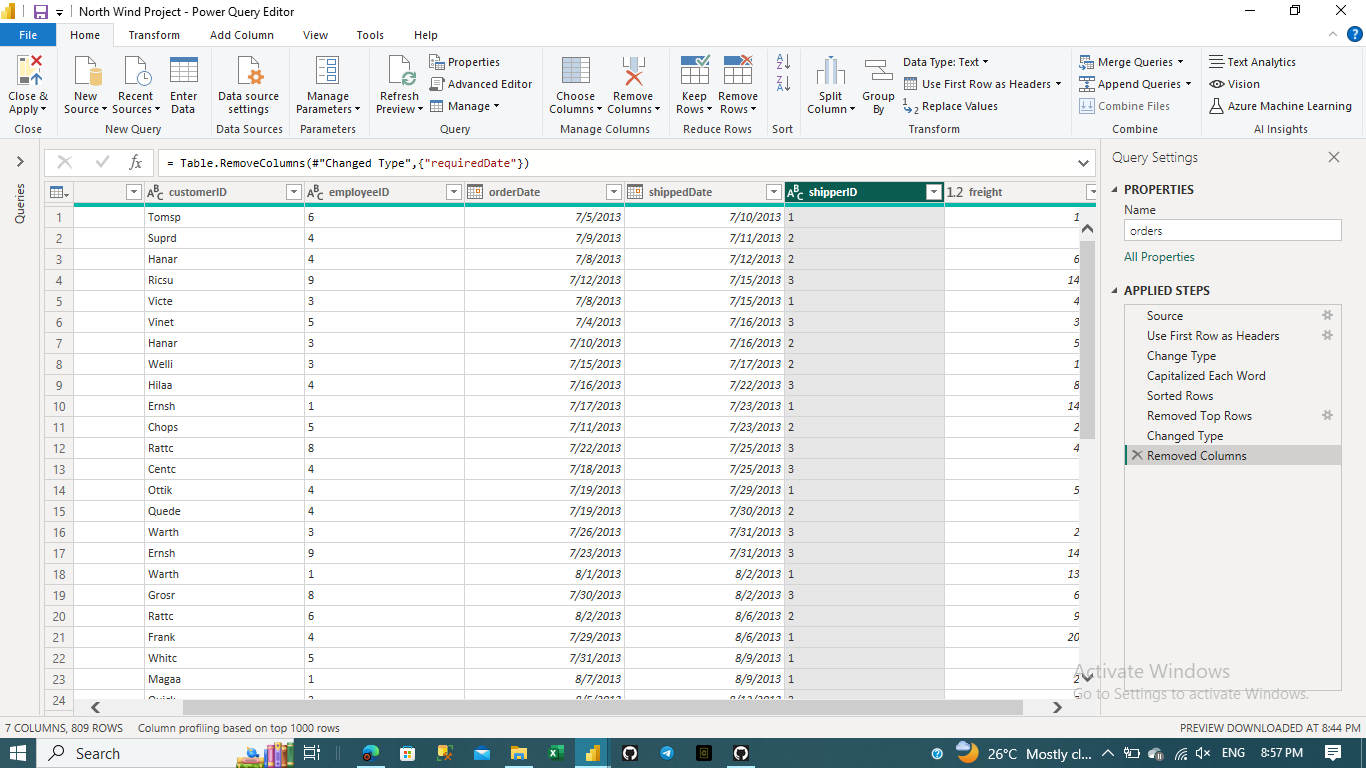 North Wind Project - Power Query Editor
File Home Transform Add Column View Tools Help
Close & Apply
Close
New Source
Recent Sources
Enter Data
New Query
Data source settings
Data Sources
Manage Parameters
Parameters
Refresh Preview
Properties
Advanced Editor
Manage
Query
Choose Columns
Remove Columns
Manage Columns
Keep Rows
Remove Rows
Reduce Rows
Sort
Split Column
Group By
Data Type: Text
Use First Row as Headers
Replace Values
Transform
Merge Queries
Append Queries
Combine Files
Combine
Text Analytics
Vision
Azure Machine Learning
AI Insights
Queries
fx = Table.RemoveColumns(#"Changed Type",{"requiredDate"})
customerID employeeID orderDate shippedDate shipperID 1.2 freight
1 Tomsp 6 7/5/2013 7/10/2013 1 1
2 Suprd 4 7/9/2013 7/11/2013 2
3 Hanar 4 7/8/2013 7/12/2013 2 6
4 Ricsu 9 7/12/2013 7/15/2013 3 14
5 Victe 3 7/8/2013 7/15/2013 1 4
6 Vinet 5 7/4/2013 7/16/2013 3 3
7 Hanar 3 7/10/2013 7/16/2013 2 5
8 Welli 3 7/15/2013 7/17/2013 2 1
9 Hilaa 4 7/16/2013 7/22/2013 3 8
10 Ernsh 1 7/17/2013 7/23/2013 1 14
11 Chops 5 7/11/2013 7/23/2013 2 2
12 Rattc 8 7/22/2013 7/25/2013 3 4
13 Centc 4 7/18/2013 7/25/2013 3
14 Ottik 4 7/19/2013 7/29/2013 1 5
15 Quede 4 7/19/2013 7/30/2013 2
16 Warth 3 7/26/2013 7/31/2013 3 2
17 Ernsh 9 7/23/2013 7/31/2013 3 14
18 Warth 1 8/1/2013 8/2/2013 1 13
19 Grosr 8 7/30/2013 8/2/2013 3 6
20 Rattc 6 8/2/2013 8/6/2013 2 9
21 Frank 4 7/29/2013 8/6/2013 1 20
22 Whitc 5 7/31/2013 8/9/2013 1
23 Magaa 1 8/7/2013 8/9/2013 1 2
24
Query Settings
PROPERTIES
Name
orders
All Properties
APPLIED STEPS
Source
Use First Row as Headers
Change Type
Capitalized Each Word
Sorted Rows
Removed Top Rows
Changed Type
Removed Columns
Activate Windows
Go to Settings to activate Windows.
7 COLUMNS, 809 ROWS Column profiling based on top 1000 rows
PREVIEW DOWNLOADED AT 8:44 PM
Search
26°C Mostly cl... ENG 8:57 PM